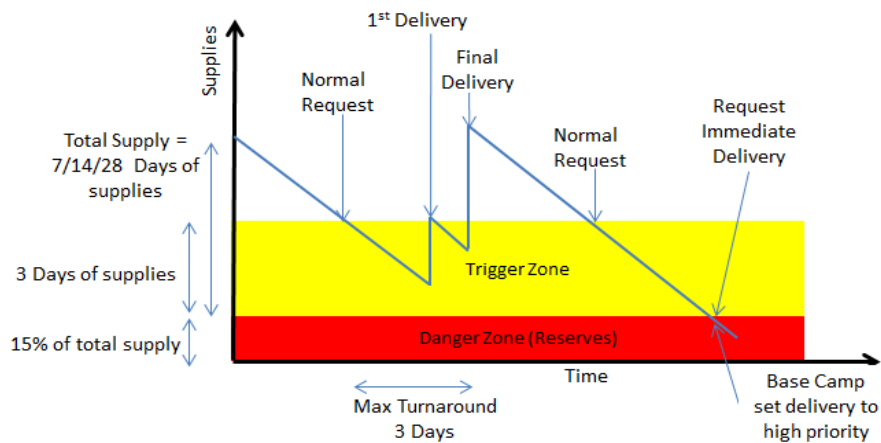 1st Delivery
Supplies
Normal
Request
Final
Delivery
Request
Immediate
Delivery
Total Supply =
7/14/28 Days of
supplies
Normal
Request
3 Days of supplies
Trigger Zone
15% of total supply
Danger Zone (Reserves)
Time
Max Turnaround
3 Days
Base Camp
set delivery to
high priority